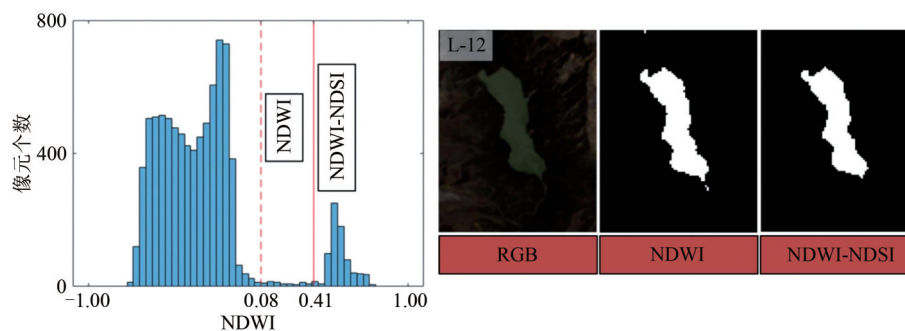 800
400
0
像元个数
NDWI
NDWI-NDSI
−1.00
0.08
0.41
1.00
NDWI
L-12
RGB
NDWI
NDWI-NDSI